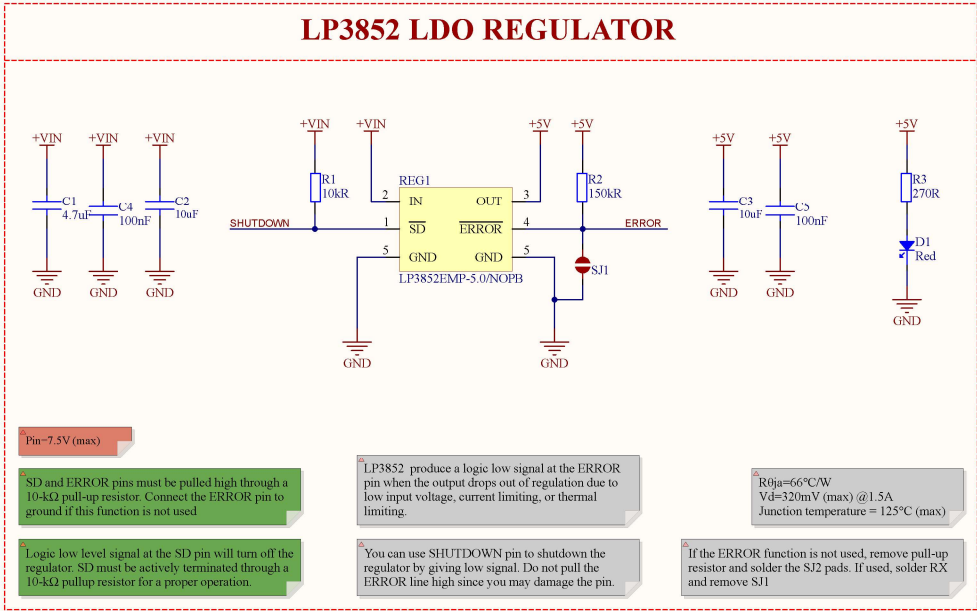 LP3852 LDO REGULATOR
+VIN +VIN +VIN
C1
4.7uF
C4
100nF
C2
10uF
GND GND GND
+VIN +VIN +5V +5V
R1
10kR
REG1
R2
150kR
2 IN OUT 3
SHUTDOWN 1 SD ERROR 4 ERROR
5 GND GND 5
SJ1
LP3852EMP-5.0/NOPB
GND GND
+5V +5V
C3
10uF
C5
100nF
GND GND
+5V
R3
270R
D1
Red
GND
Pin=7.5V (max)
SD and ERROR pins must be pulled high through a
10-kΩ pull-up resistor. Connect the ERROR pin to
ground if this function is not used
Logic low level signal at the SD pin will turn off the
regulator. SD must be actively terminated through a
10-kΩ pullup resistor for a proper operation.
LP3852 produce a logic low signal at the ERROR
pin when the output drops out of regulation due to
low input voltage, current limiting, or thermal
limiting.
You can use SHUTDOWN pin to shutdown the
regulator by giving low signal. Do not pull the
ERROR line high since you may damage the pin.
Rθja=66°C/W
Vd=320mV (max) @1.5A
Junction temperature = 125°C (max)
If the ERROR function is not used, remove pull-up
resistor and solder the SJ2 pads. If used, solder RX
and remove SJ1